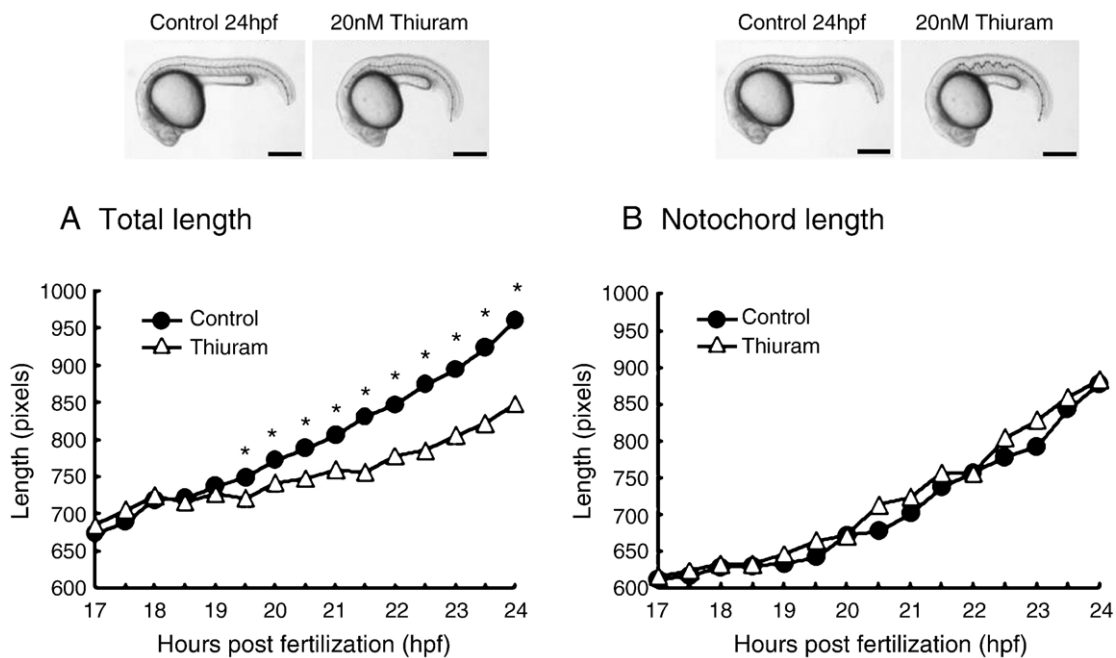 Control 24hpf 20nM Thiuram
Control 24hpf 20nM Thiuram
A Total length
B Notochord length
Length (pixels)
1000
950
900
850
800
750
700
650
600
Control
Thiuram
* * * * * * * * * *
17 18 19 20 21 22 23 24
Hours post fertilization (hpf)
Length (pixels)
1000
950
900
850
800
750
700
650
600
Control
Thiuram
17 18 19 20 21 22 23 24
Hours post fertilization (hpf)